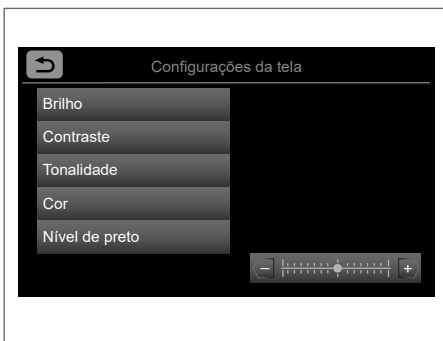 Configurações da tela
Brilho
Contraste
Tonalidade
Cor
Nível de preto
− +